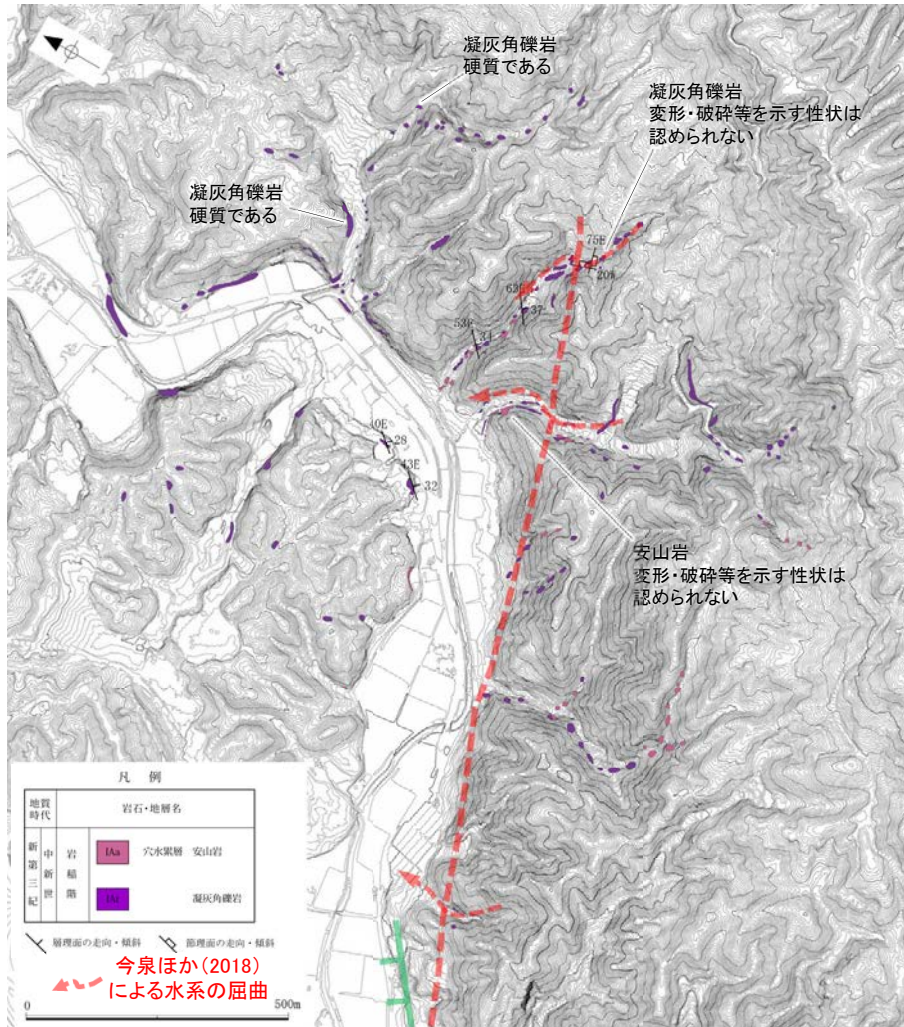 凝灰角礫岩
硬質である
凝灰角礫岩
変形・破砕等を示す性状は
認められない
凝灰角礫岩
硬質である
75E
20
62E
37
53E
34
40E
28
43E
32
安山岩
変形・破砕等を示す性状は
認められない
凡 例
地質時代 岩石・地層名
新第三紀 中新世 岩稲階
IAa 穴水累層 安山岩
IAt 凝灰角礫岩
層理面の走向・傾斜 節理面の走向・傾斜
今泉ほか(2018)
による水系の屈曲
0 500m